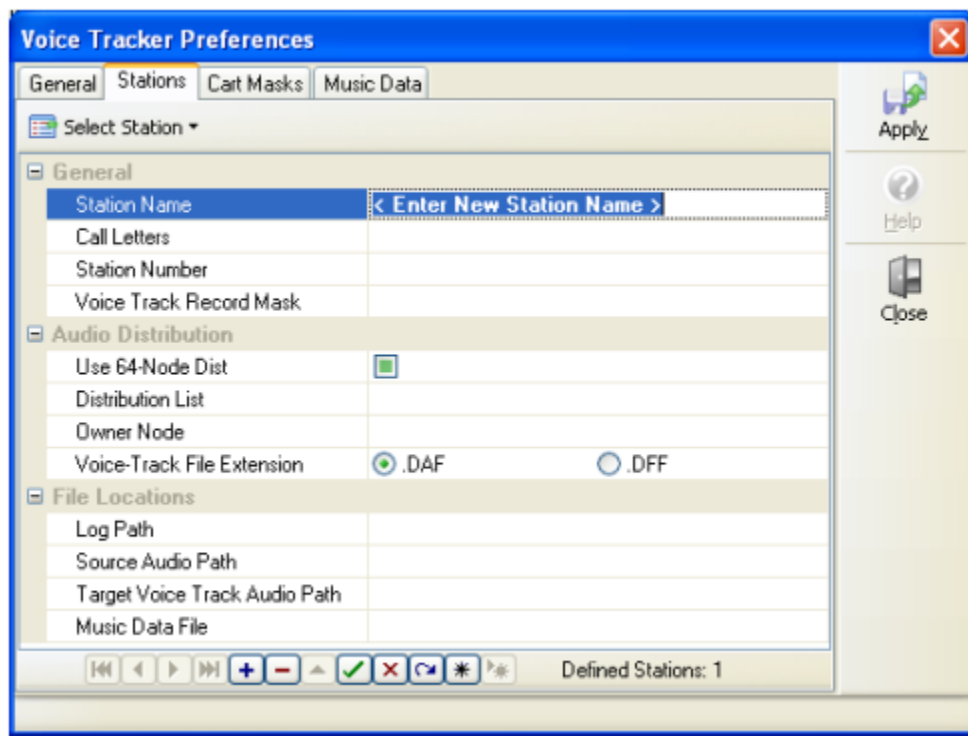 Voice Tracker Preferences
General Stations Cart Masks Music Data
Select Station
Apply
Help
Close
General
Station Name < Enter New Station Name >
Call Letters
Station Number
Voice Track Record Mask
Audio Distribution
Use 64-Node Dist
Distribution List
Owner Node
Voice-Track File Extension .DAF .DFF
File Locations
Log Path
Source Audio Path
Target Voice Track Audio Path
Music Data File
Defined Stations: 1